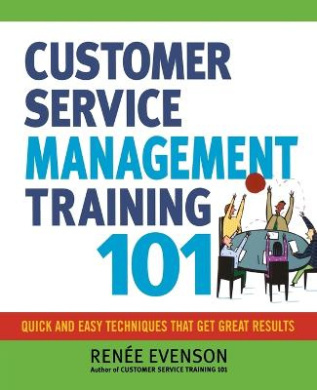 CUSTOMER
SERVICE
MANAGEMENT
TRAINING
101
QUICK AND EASY TECHNIQUES THAT GET GREAT RESULTS
RENÉE EVENSON
Author of CUSTOMER SERVICE TRAINING 101